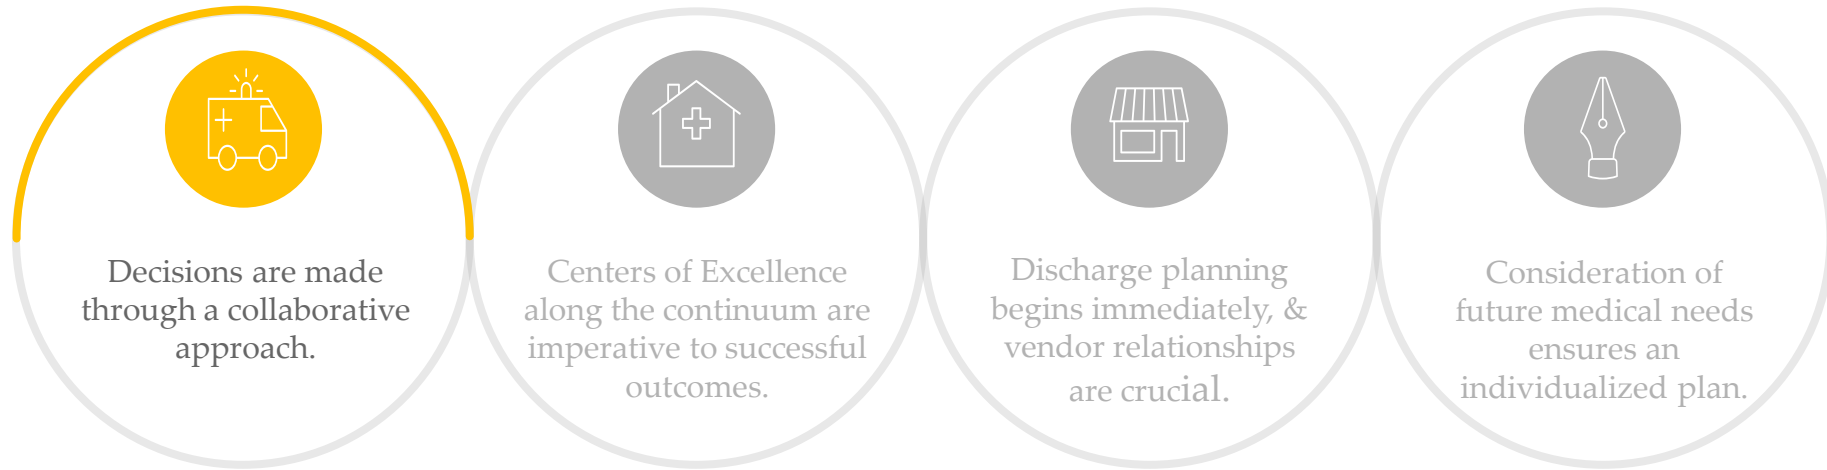 Decisions are made
through a collaborative
approach.
Centers of Excellence
along the continuum are
imperative to successful
outcomes.
Discharge planning
begins immediately, &
vendor relationships
are crucial.
Consideration of
future medical needs
ensures an
individualized plan.